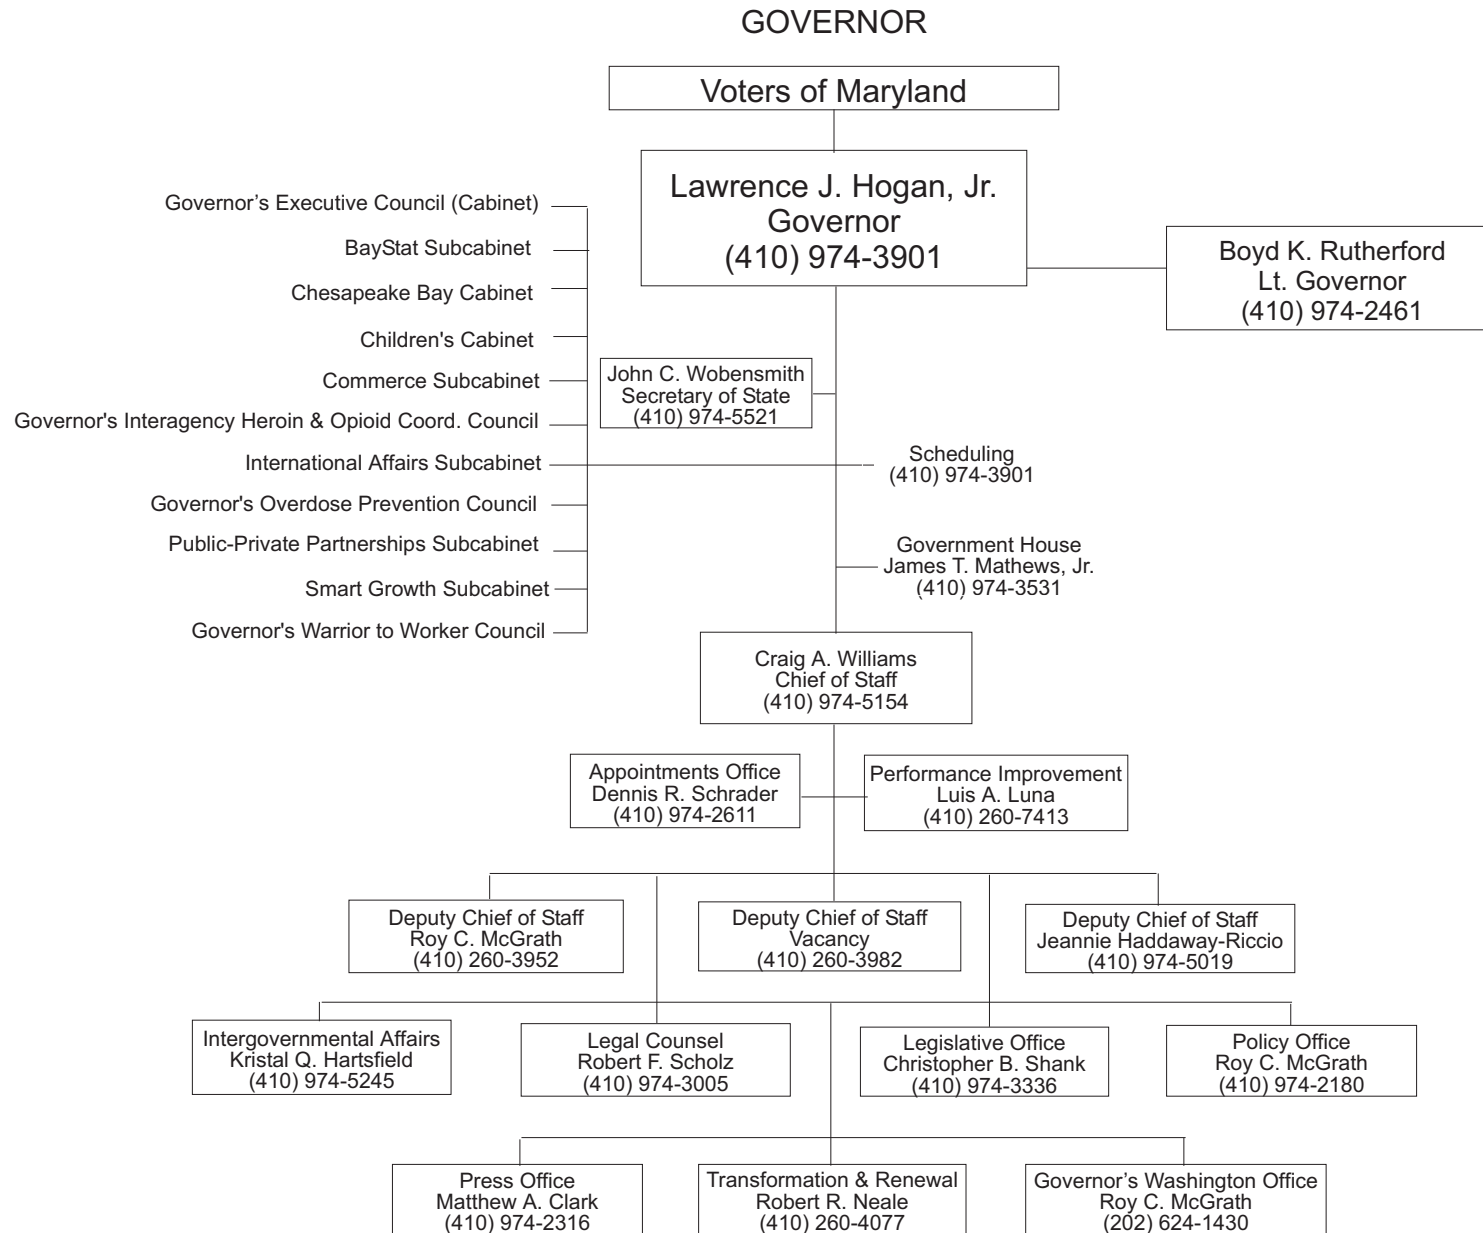 GOVERNOR
Voters of Maryland
Lawrence J. Hogan, Jr.
Governor
(410) 974-3901
Boyd K. Rutherford
Lt. Governor
(410) 974-2461
Governor’s Executive Council (Cabinet)
BayStat Subcabinet
Chesapeake Bay Cabinet
Children's Cabinet
Commerce Subcabinet
Governor's Interagency Heroin & Opioid Coord. Council
International Affairs Subcabinet
Governor's Overdose Prevention Council
Public-Private Partnerships Subcabinet
Smart Growth Subcabinet
Governor's Warrior to Worker Council
John C. Wobensmith
Secretary of State
(410) 974-5521
Scheduling
(410) 974-3901
Government House
James T. Mathews, Jr.
(410) 974-3531
Craig A. Williams
Chief of Staff
(410) 974-5154
Appointments Office
Dennis R. Schrader
(410) 974-2611
Performance Improvement
Luis A. Luna
(410) 260-7413
Deputy Chief of Staff
Roy C. McGrath
(410) 260-3952
Deputy Chief of Staff
Vacancy
(410) 260-3982
Deputy Chief of Staff
Jeannie Haddaway-Riccio
(410) 974-5019
Intergovernmental Affairs
Kristal Q. Hartsfield
(410) 974-5245
Legal Counsel
Robert F. Scholz
(410) 974-3005
Legislative Office
Christopher B. Shank
(410) 974-3336
Policy Office
Roy C. McGrath
(410) 974-2180
Press Office
Matthew A. Clark
(410) 974-2316
Transformation & Renewal
Robert R. Neale
(410) 260-4077
Governor’s Washington Office
Roy C. McGrath
(202) 624-1430